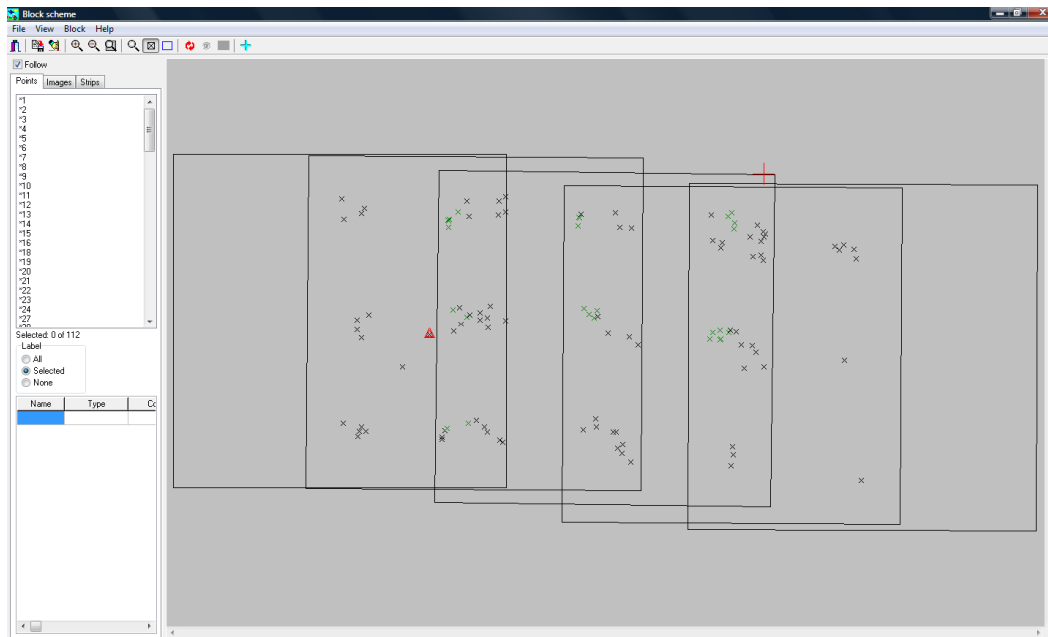 Block scheme
File View Block Help
Follow
Points Images Strips
*1
*2
*3
*4
*5
*6
*7
*8
*9
*10
*11
*12
*13
*14
*15
*16
*18
*19
*20
*21
*22
*23
*24
*27
Selected: 0 of 112
Label
All
Selected
None
Name Type Co